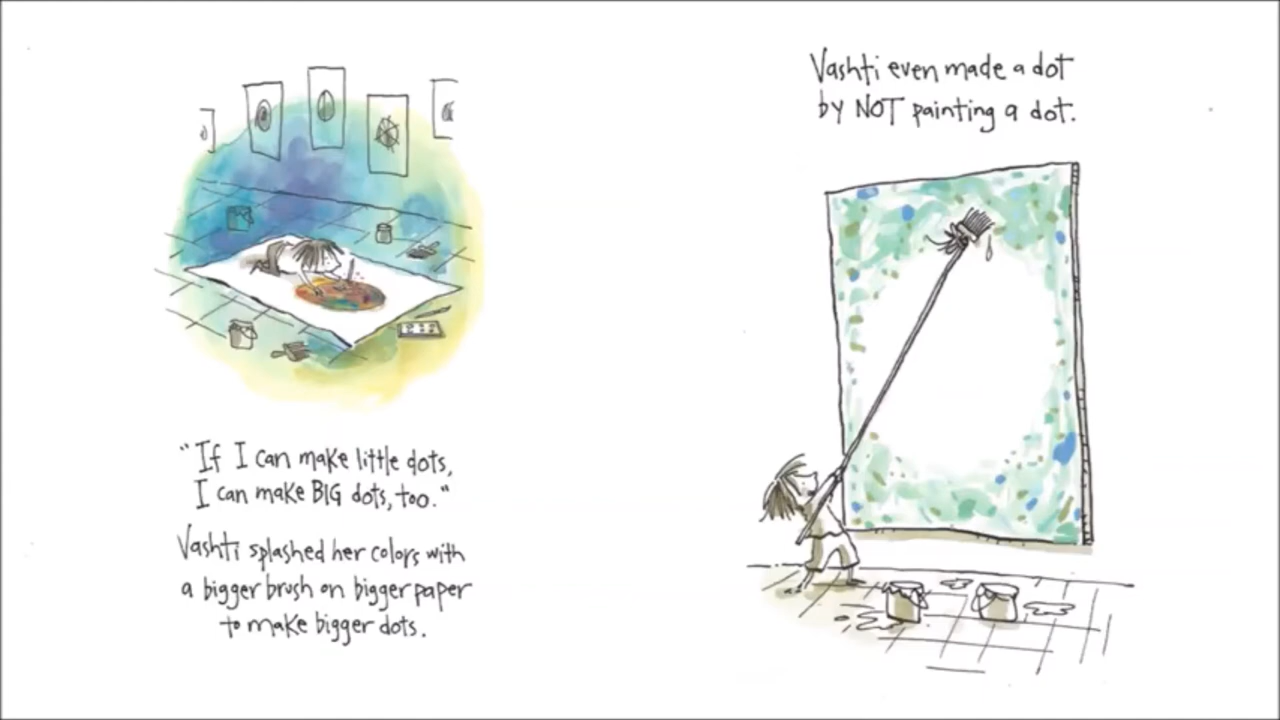 "If I can make little dots,
I can make BIG dots, too."
Vashti splashed her colors with
a bigger brush on bigger paper
to make bigger dots.
Vashti even made a dot
by NOT painting a dot.